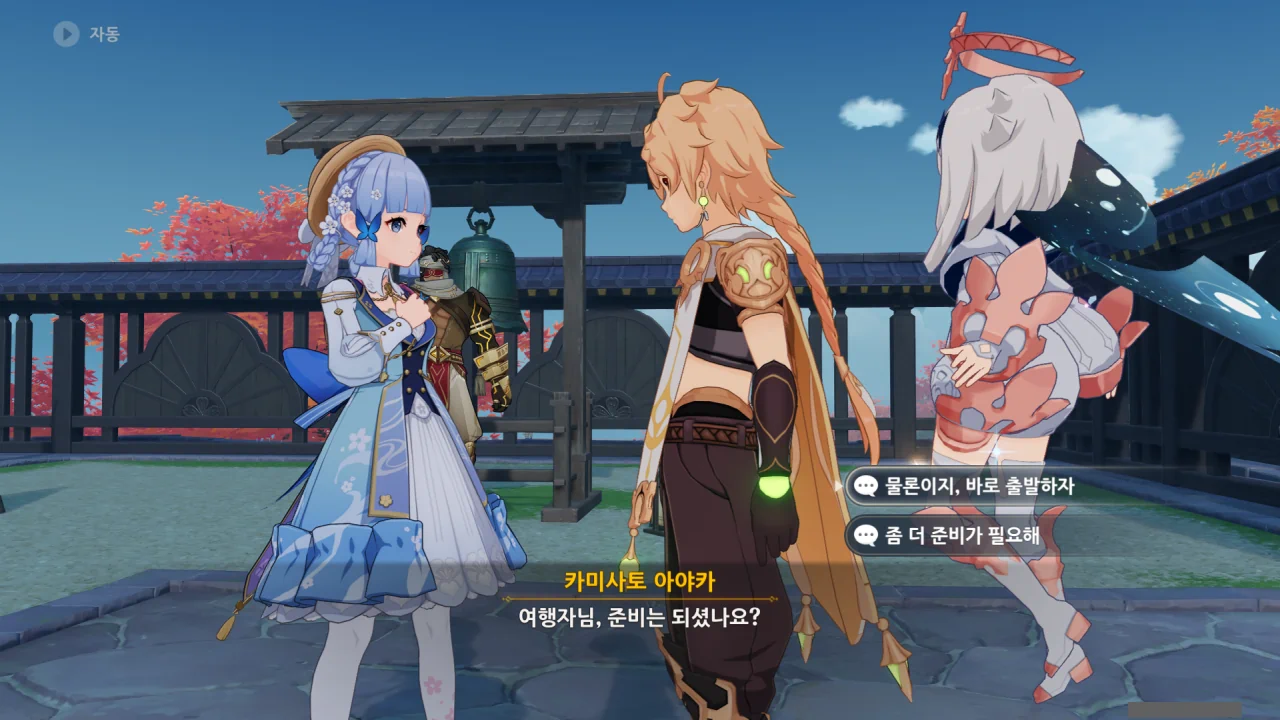 자동
물론이지, 바로 출발하자
좀 더 준비가 필요해
카미사토 아야카
여행자님, 준비는 되셨나요?